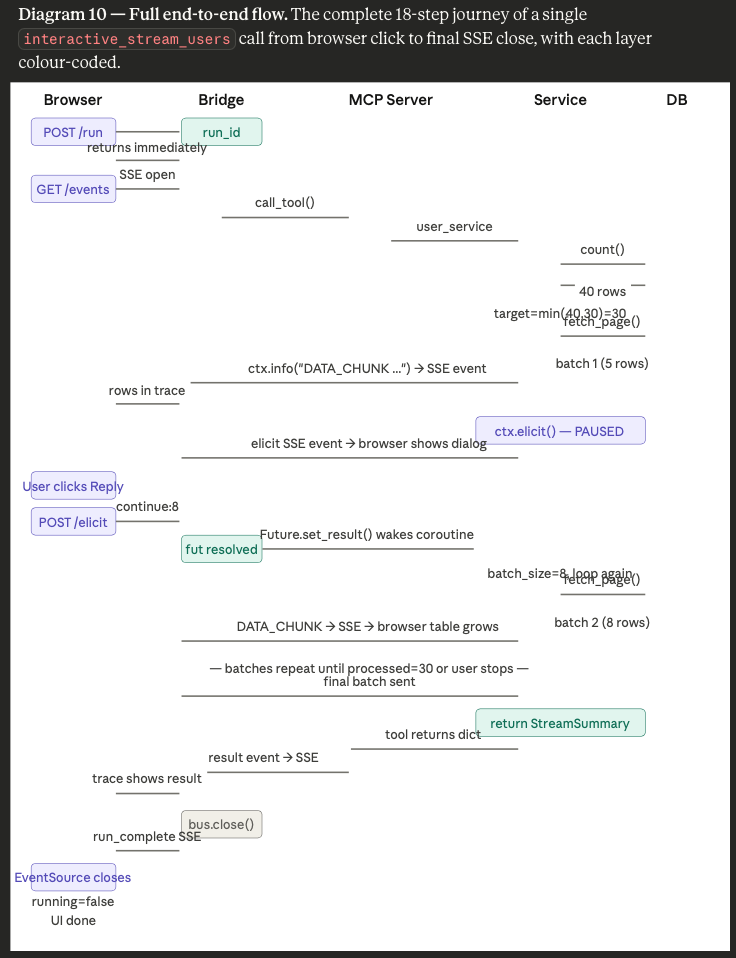 Diagram 10 — Full end-to-end flow. The complete 18-step journey of a single
interactive_stream_users call from browser click to final SSE close, with each layer
colour-coded.
Browser Bridge MCP Server Service DB
POST /run run_id
returns immediately
SSE open
GET /events
call_tool()
user_service
count()
40 rows
target=min(40,30)=30
fetch_page()
batch 1 (5 rows)
ctx.info("DATA_CHUNK ...") → SSE event
rows in trace
ctx.elicit() — PAUSED
elicit SSE event → browser shows dialog
User clicks Reply
continue:8
POST /elicit
Future.set_result() wakes coroutine
fut resolved
batch_size=8, loop again
fetch_page()
batch 2 (8 rows)
DATA_CHUNK → SSE → browser table grows
— batches repeat until processed=30 or user stops —
final batch sent
return StreamSummary
tool returns dict
result event → SSE
trace shows result
bus.close()
run_complete SSE
EventSource closes
running=false
UI done